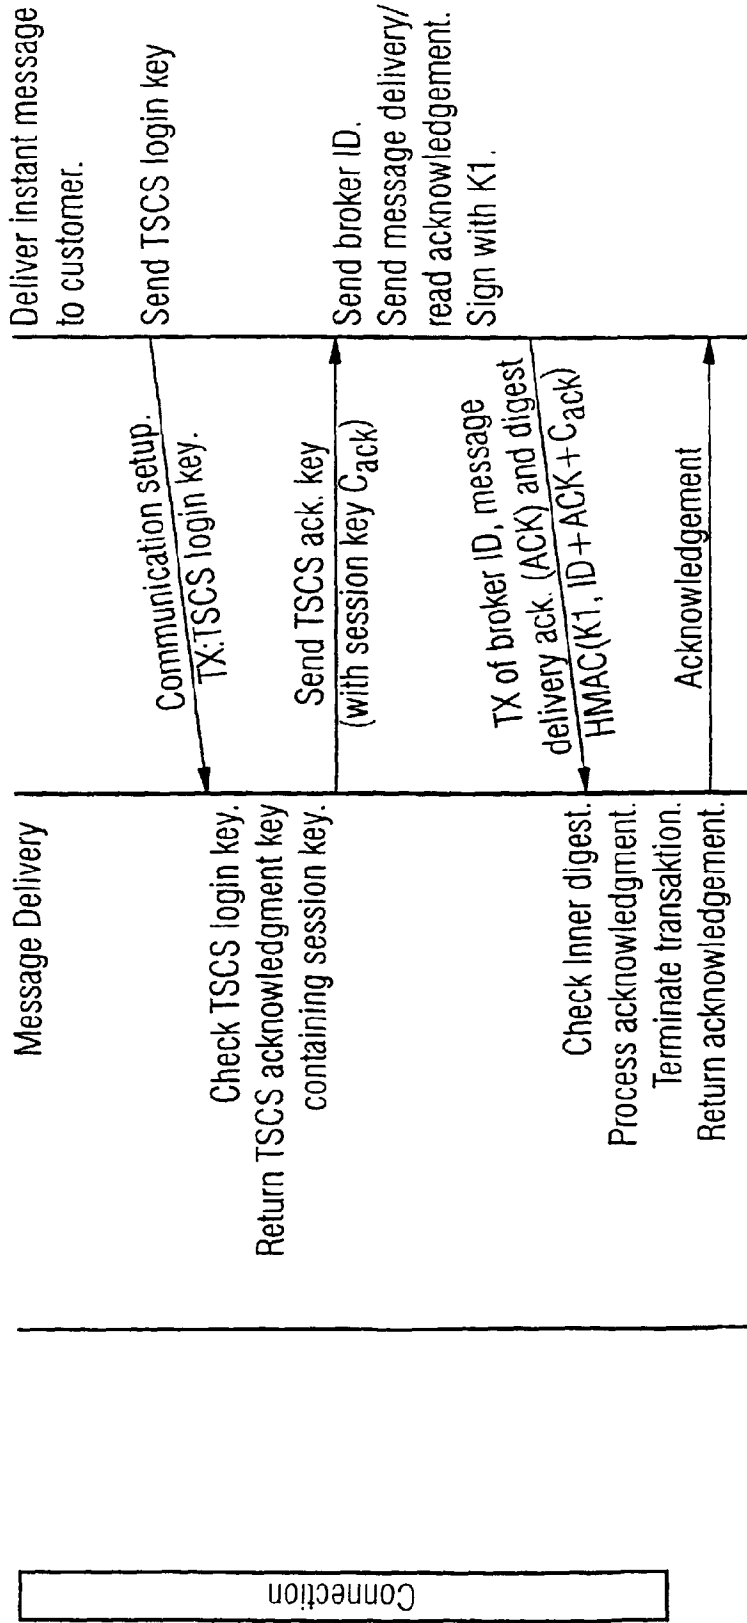 Deliver instant message
to customer.
Send TSCS login key
Send broker ID.
Send message delivery/
read acknowledgement.
Sign with K1.
Communication setup.
TX:TSCS login key.
Send TSCS ack. key
(with session key Cack)
TX of broker ID, message
delivery ack. (ACK) and digest
HMAC(K1, ID+ACK+Cack)
Acknowledgement
Message Delivery
Check TSCS login key.
Return TSCS acknowledgment key
containing session key.
Check Inner digest.
Process acknowledgment.
Terminate transaktion.
Return acknowledgement.
Connection